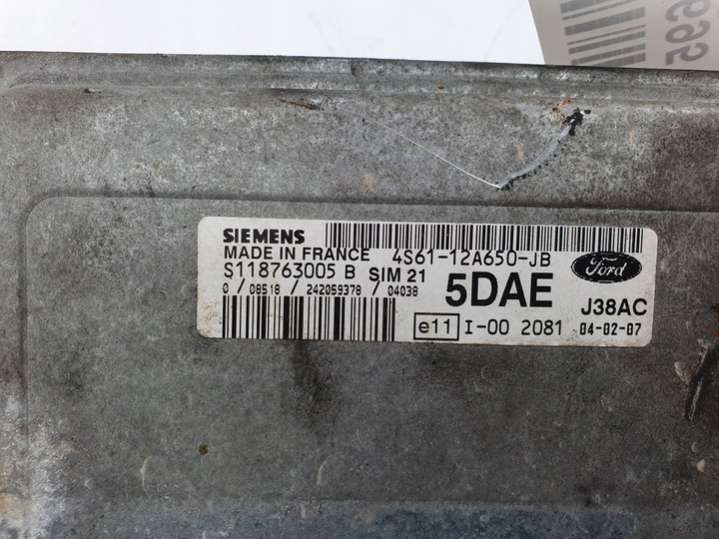 SIEMENS
MADE IN FRANCE 4S61-12A650-JB
S118763005 B SIM 21
0 / 08518 / 242059378 / 04038
5DAE
Ford
J38AC
e11 I-00 2081 04-02-07
5695